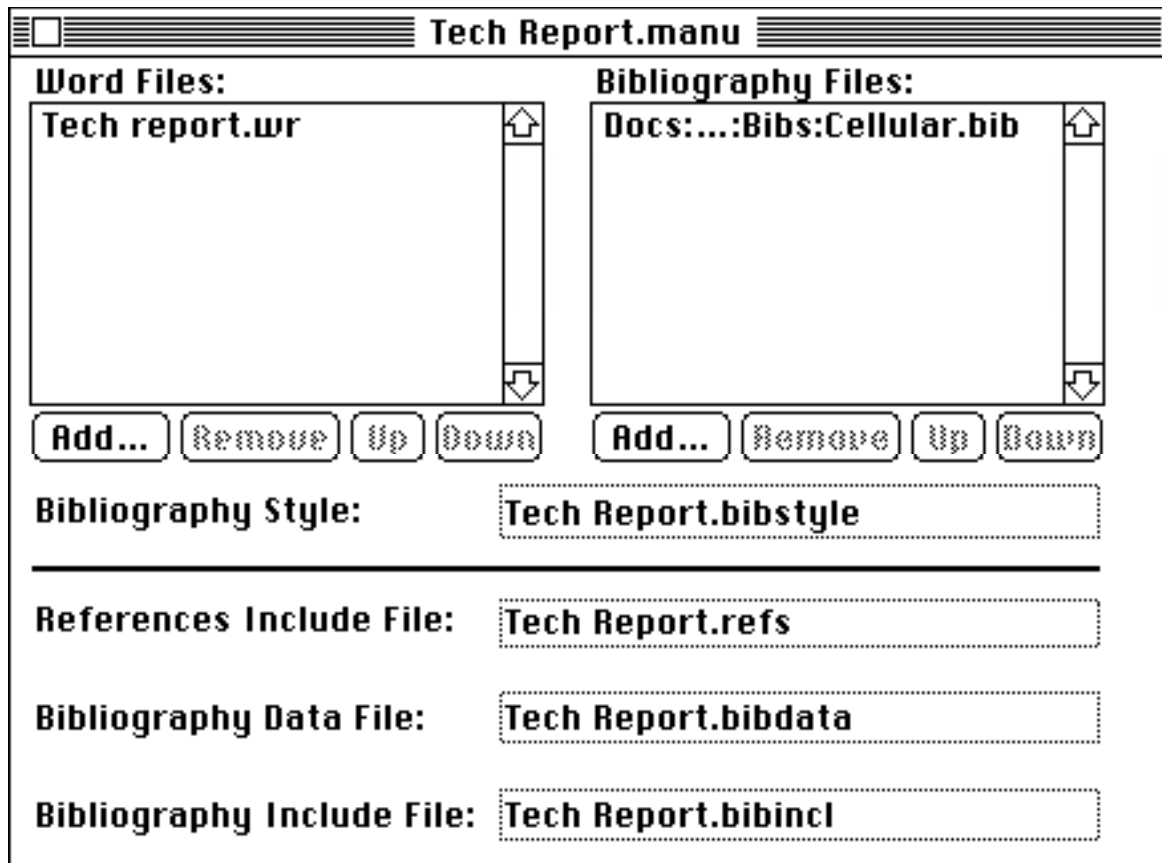 Tech Report.manu
Word Files:
Tech report.wr
Add... Remove Up Down
Bibliography Files:
Docs:...:Bibs:Cellular.bib
Add... Remove Up Down
Bibliography Style: Tech Report.bibstyle
References Include File: Tech Report.refs
Bibliography Data File: Tech Report.bibdata
Bibliography Include File: Tech Report.bibincl